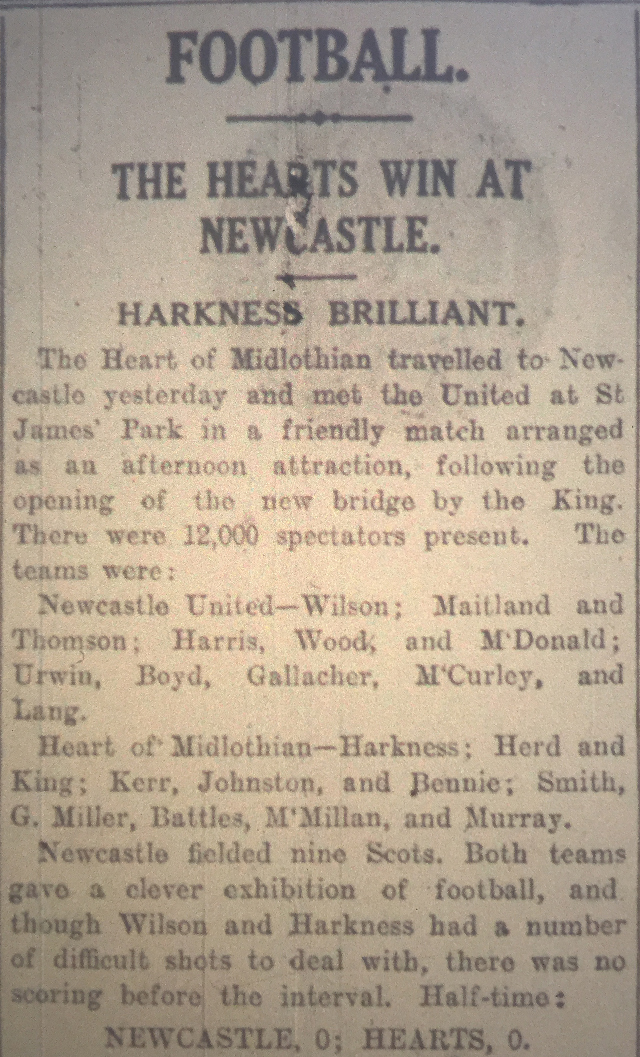 FOOTBALL.
THE HEARTS WIN AT
NEWCASTLE.
HARKNESS BRILLIANT.
The Heart of Midlothian travelled to New-
castle yesterday and met the United at St
James' Park in a friendly match arranged
as an afternoon attraction, following the
opening of the new bridge by the King.
There were 12,000 spectators present. The
teams were:
Newcastle United—Wilson; Maitland and
Thomson; Harris, Wood, and M'Donald;
Urwin, Boyd, Gallacher, M'Curley, and
Lang.
Heart of Midlothian—Harkness; Herd and
King; Kerr, Johnston, and Bennie; Smith,
G. Miller, Battles, M'Millan, and Murray.
Newcastle fielded nine Scots. Both teams
gave a clever exhibition of football, and
though Wilson and Harkness had a number
of difficult shots to deal with, there was no
scoring before the interval. Half-time:
NEWCASTLE, 0; HEARTS, 0.